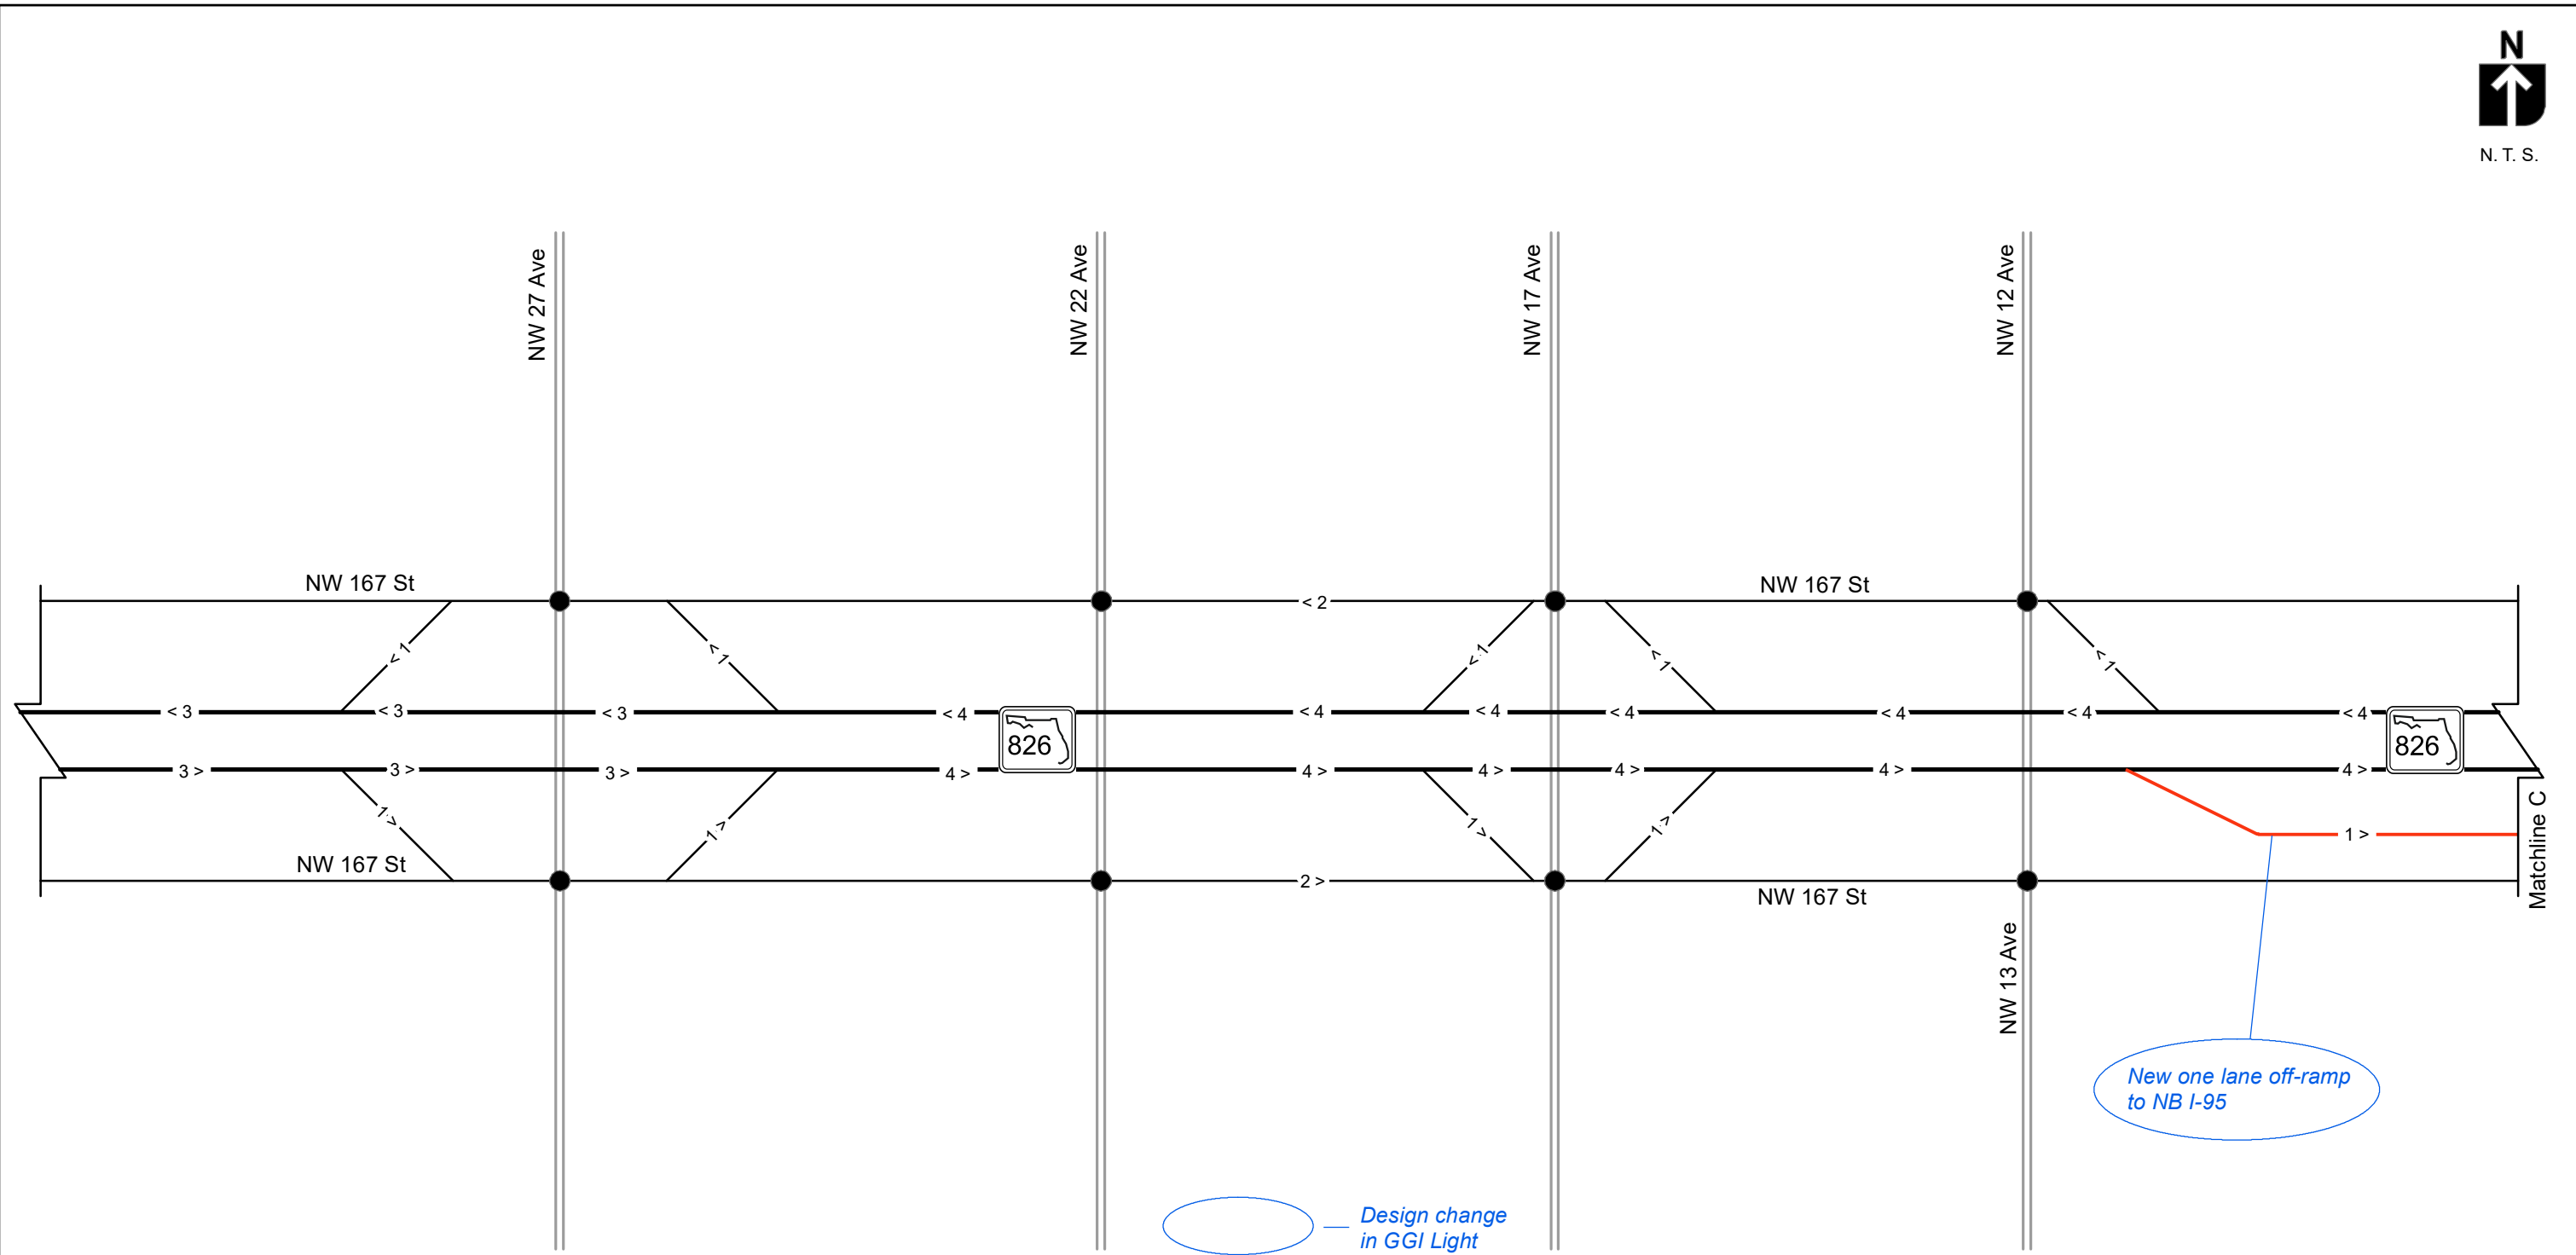 N
N. T. S.
NW 27 Ave
NW 22 Ave
NW 17 Ave
NW 12 Ave
NW 167 St
NW 167 St
< 2
< 1
< 1
< 1
< 1
< 1
< 3
< 3
< 3
< 4
< 4
< 4
< 4
< 4
< 4
< 4
826
826
3 >
3 >
3 >
4 >
4 >
4 >
4 >
4 >
4 >
1 >
1 >
1 >
1 >
1 >
NW 167 St
2 >
NW 167 St
Matchline C
NW 13 Ave
New one lane off-ramp
to NB I-95
Design change
in GGI Light